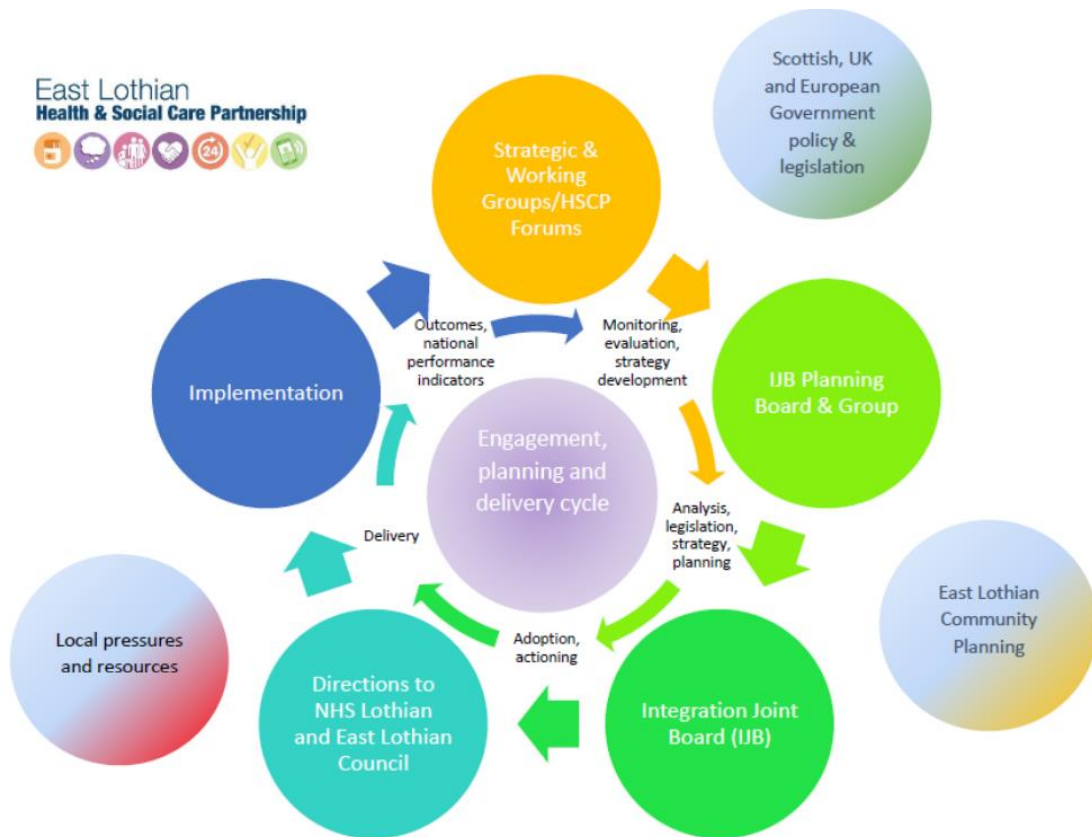 East Lothian
Health & Social Care Partnership
24
Scottish, UK
and European
Government
policy &
legislation
Strategic &
Working
Groups/HSCP
Forums
Outcomes,
national
performance
indicators
Monitoring,
evaluation,
strategy
development
Implementation
IJB Planning
Board & Group
Engagement,
planning and
delivery cycle
Analysis,
legislation,
strategy,
planning
Delivery
Adoption,
actioning
Local pressures
and resources
East Lothian
Community
Planning
Directions to
NHS Lothian
and East Lothian
Council
Integration Joint
Board (IJB)